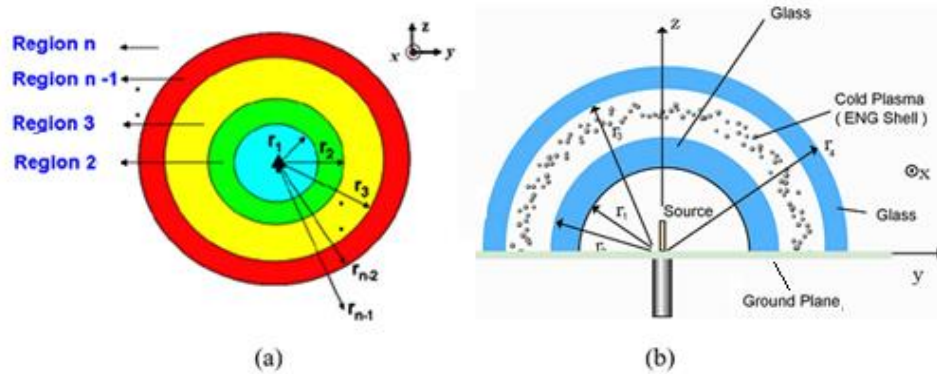 Region n
Region n -1
Region 3
Region 2
z
x
y
r1
r2
r3
rn-2
rn-1
(a)
Glass
z
Cold Plasma
( ENG Shell )
r3
r4
x
r1
Source
Glass
r2
y
Ground Plane
(b)